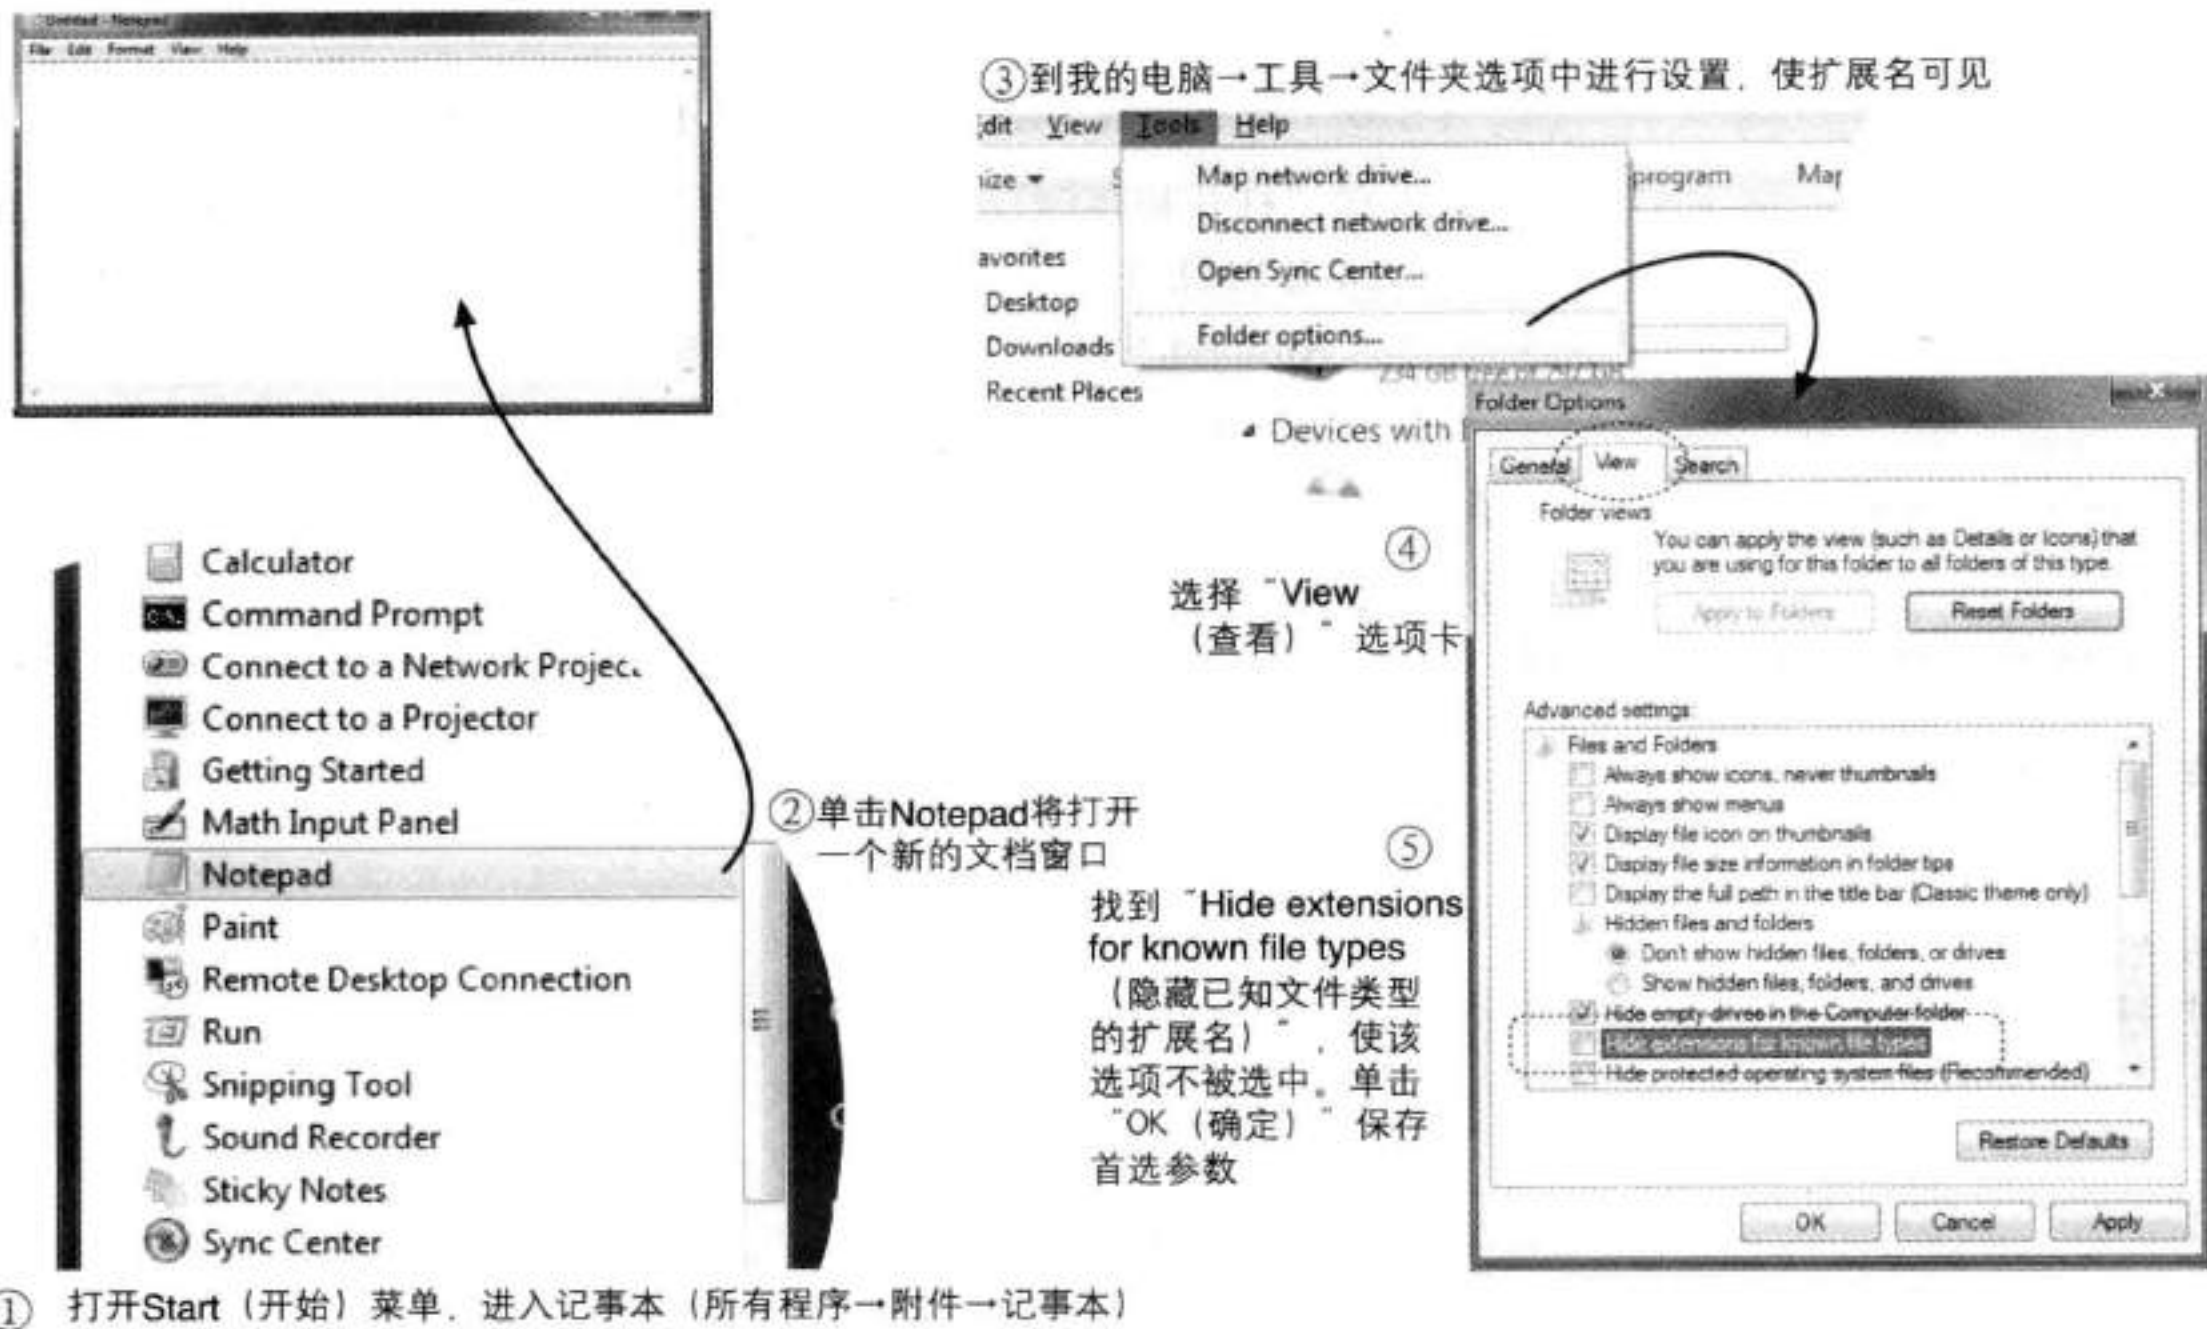 Untitled - Notepad
File Edit Format View Help
③到我的电脑→工具→文件夹选项中进行设置，使扩展名可见
dit View Tools Help
ize
program Map
Map network drive...
Disconnect network drive...
Open Sync Center...
Folder options...
avorites
Desktop
Downloads
Recent Places
234 GB free of 297 GB
Devices with
Folder Options
General View Search
Folder views
You can apply the view (such as Details or Icons) that
you are using for this folder to all folders of this type.
Apply to Folders Reset Folders
④
选择“View
（查看）”选项卡
Advanced settings:
Files and Folders
Always show icons, never thumbnails
Always show menus
Display file icon on thumbnails
Display file size information in folder tips
Display the full path in the title bar (Classic theme only)
Hidden files and folders
Don't show hidden files, folders, or drives
Show hidden files, folders, and drives
Hide empty drives in the Computer folder
Hide extensions for known file types
Hide protected operating system files (Recommended)
Restore Defaults
OK Cancel Apply
Calculator
Command Prompt
Connect to a Network Projec
Connect to a Projector
Getting Started
Math Input Panel
Notepad
Paint
Remote Desktop Connection
Run
Snipping Tool
Sound Recorder
Sticky Notes
Sync Center
②单击Notepad将打开
一个新的文档窗口
⑤
找到“Hide extensions
for known file types
（隐藏已知文件类型
的扩展名）”，使该
选项不被选中。单击
“OK（确定）”保存
首选参数
① 打开Start（开始）菜单，进入记事本（所有程序→附件→记事本）